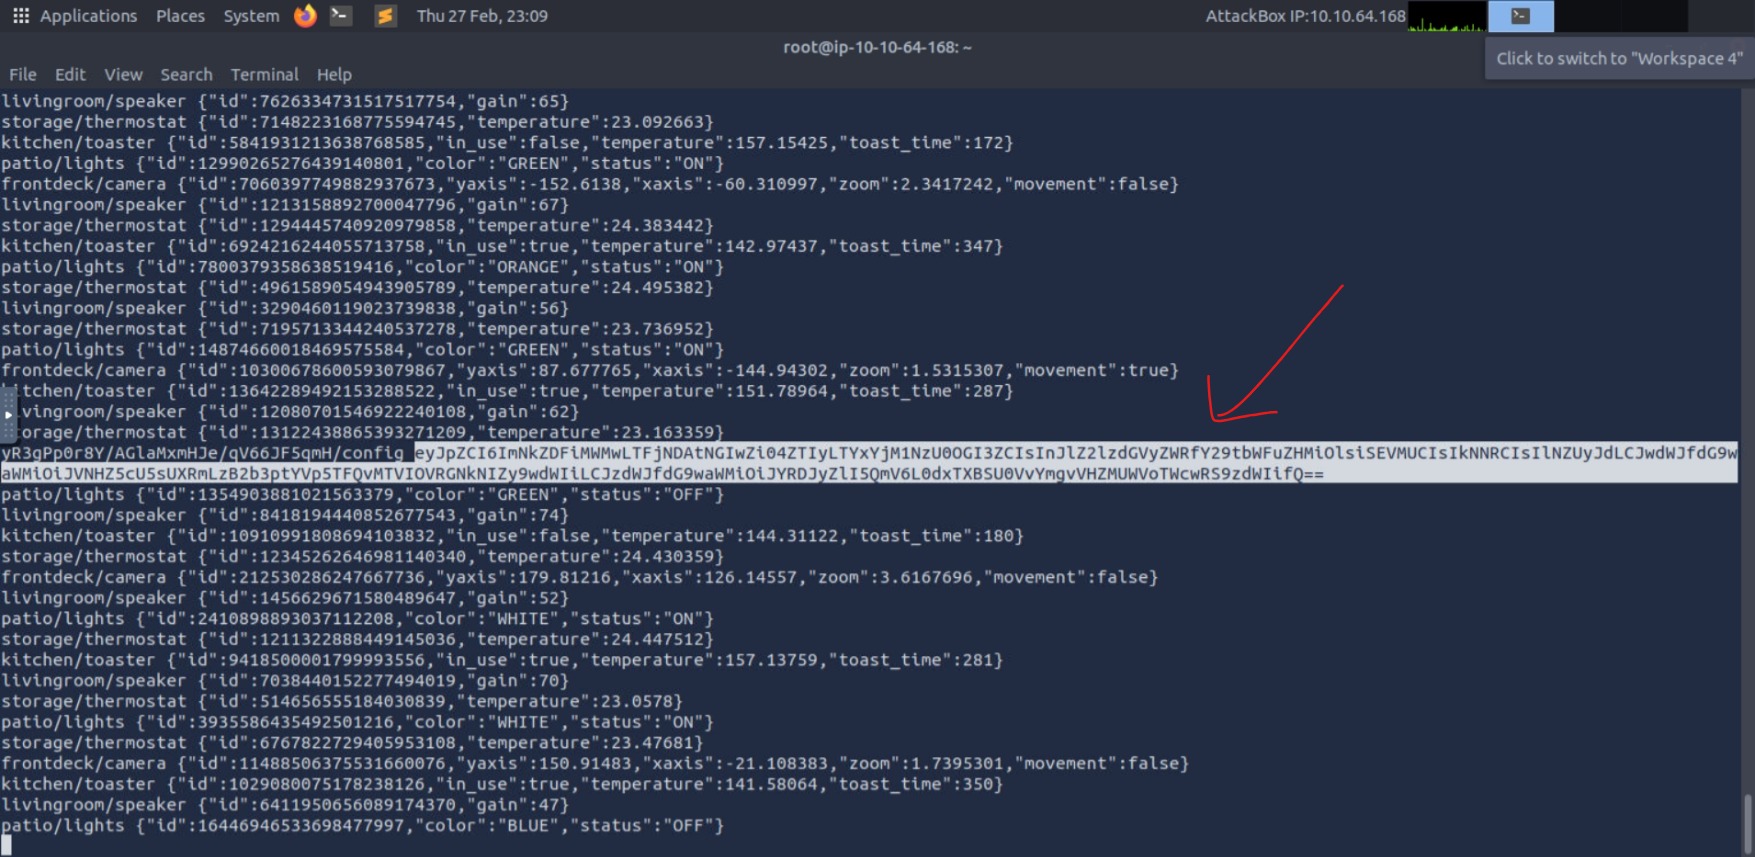 Applications Places System Thu 27 Feb, 23:09 AttackBox IP:10.10.64.168
root@ip-10-10-64-168: ~
Click to switch to "Workspace 4"
File Edit View Search Terminal Help
livingroom/speaker {"id":7626334731517517754,"gain":65}
storage/thermostat {"id":7148223168775594745,"temperature":23.092663}
kitchen/toaster {"id":5841931213638768585,"in_use":false,"temperature":157.15425,"toast_time":172}
patio/lights {"id":12990265276439140801,"color":"GREEN","status":"ON"}
frontdeck/camera {"id":7060397749882937673,"yaxis":-152.6138,"xaxis":-60.310997,"zoom":2.3417242,"movement":false}
livingroom/speaker {"id":12131588927000047796,"gain":67}
storage/thermostat {"id":12944457409209798​58,"temperature":24.383442}
kitchen/toaster {"id":6924216244055713758,"in_use":true,"temperature":142.97437,"toast_time":347}
patio/lights {"id":7800379358638519416,"color":"ORANGE","status":"ON"}
storage/thermostat {"id":4961589054943905789,"temperature":24.495382}
livingroom/speaker {"id":3290460119023739838,"gain":56}
storage/thermostat {"id":7195713344240537278,"temperature":23.736952}
patio/lights {"id":14874660018469575584,"color":"GREEN","status":"ON"}
frontdeck/camera {"id":10300678600593079867,"yaxis":87.677765,"xaxis":-144.94302,"zoom":1.5315307,"movement":true}
itchen/toaster {"id":13642289492153288522,"in_use":true,"temperature":151.78964,"toast_time":287}
vingroom/speaker {"id":12080701546922240108,"gain":62}
orage/thermostat {"id":13122438865393271209,"temperature":23.163359}
yR3gPp0r8Y/AGlaMxmHJe/qV66JF5qmH/config eyJpZCI6ImNkZDFiMWMwLTFjNDAtNGIwZi04ZTIyLTYxYjM1NzU0OGI3ZCIsInJlZ2lzdGVyZWRfY29tbWFuZHMiOlsiSEVMUCIsIkNNRCIsIlNZUyJdLCJwdWJfdG9w
aWMiOiJVNHZ5cU5sUXRmLzB2b3ptYVp5TFQvMTVIOVRGNkNIZy9wdWIiLCJzdWJfdG9waWMiOiJYRDJyZlI5QmV6L0dxTXBSU0VvYmgvVHZMUWVoTWcwRS9zdWIifQ==
patio/lights {"id":1354903881021563379,"color":"GREEN","status":"OFF"}
livingroom/speaker {"id":8418194440852677543,"gain":74}
kitchen/toaster {"id":10910991808694103832,"in_use":false,"temperature":144.31122,"toast_time":180}
storage/thermostat {"id":12345262646981140340,"temperature":24.430359}
frontdeck/camera {"id":2125302862476​67736,"yaxis":179.81216,"xaxis":126.14557,"zoom":3.6167696,"movement":false}
livingroom/speaker {"id":1456629671580489647,"gain":52}
patio/lights {"id":2410898893037112208,"color":"WHITE","status":"ON"}
storage/thermostat {"id":12113228884491​45036,"temperature":24.447512}
kitchen/toaster {"id":9418500001799993556,"in_use":true,"temperature":157.13759,"toast_time":281}
livingroom/speaker {"id":7038440152277494019,"gain":70}
storage/thermostat {"id":514656555184030839,"temperature":23.0578}
patio/lights {"id":3935586435492501216,"color":"WHITE","status":"ON"}
storage/thermostat {"id":6767822729405953108,"temperature":23.47681}
frontdeck/camera {"id":11488506375531660076,"yaxis":150.91483,"xaxis":-21.108383,"zoom":1.7395301,"movement":false}
kitchen/toaster {"id":1029080075178238126,"in_use":true,"temperature":141.58064,"toast_time":350}
livingroom/speaker {"id":6411950656089174370,"gain":47}
patio/lights {"id":16446946533698477997,"color":"BLUE","status":"OFF"}